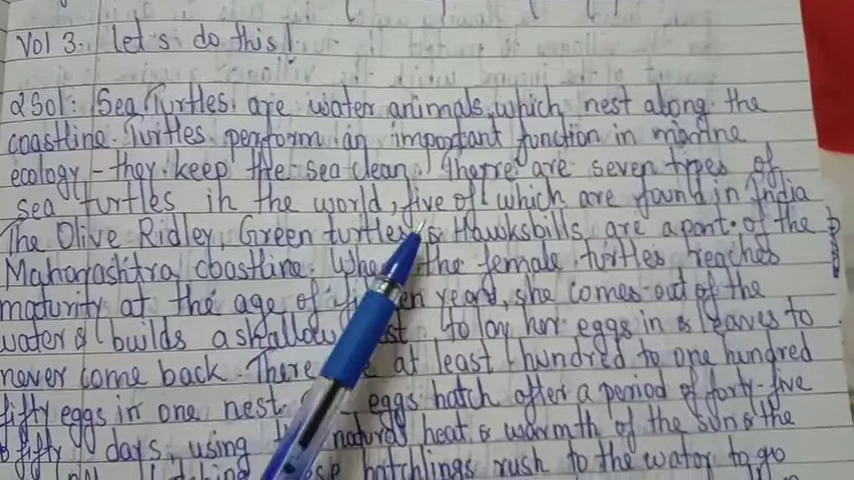 Vol 3. Let's do this!
2 Sol: Sea Turtles are water animals, which nest along the
coastline. Turtles perform an important function in marine
ecology - they keep the sea clean. There are seven types of
sea turtles in the world, five of which are found in India
The Olive Ridley, Green turtles & Hawksbills are a part of the
Maharashtra coastline. When the female turtles reaches
maturity at the age of en years, she comes out of the
water & builds a shallow to lay her eggs in & leaves to
never come back. There at least hundred to one hundred
fifty eggs in one nest eggs hatch after a period of forty-five
fifty days, using natural heat & warmth of the sun & the
hatchlings rush to the water to go